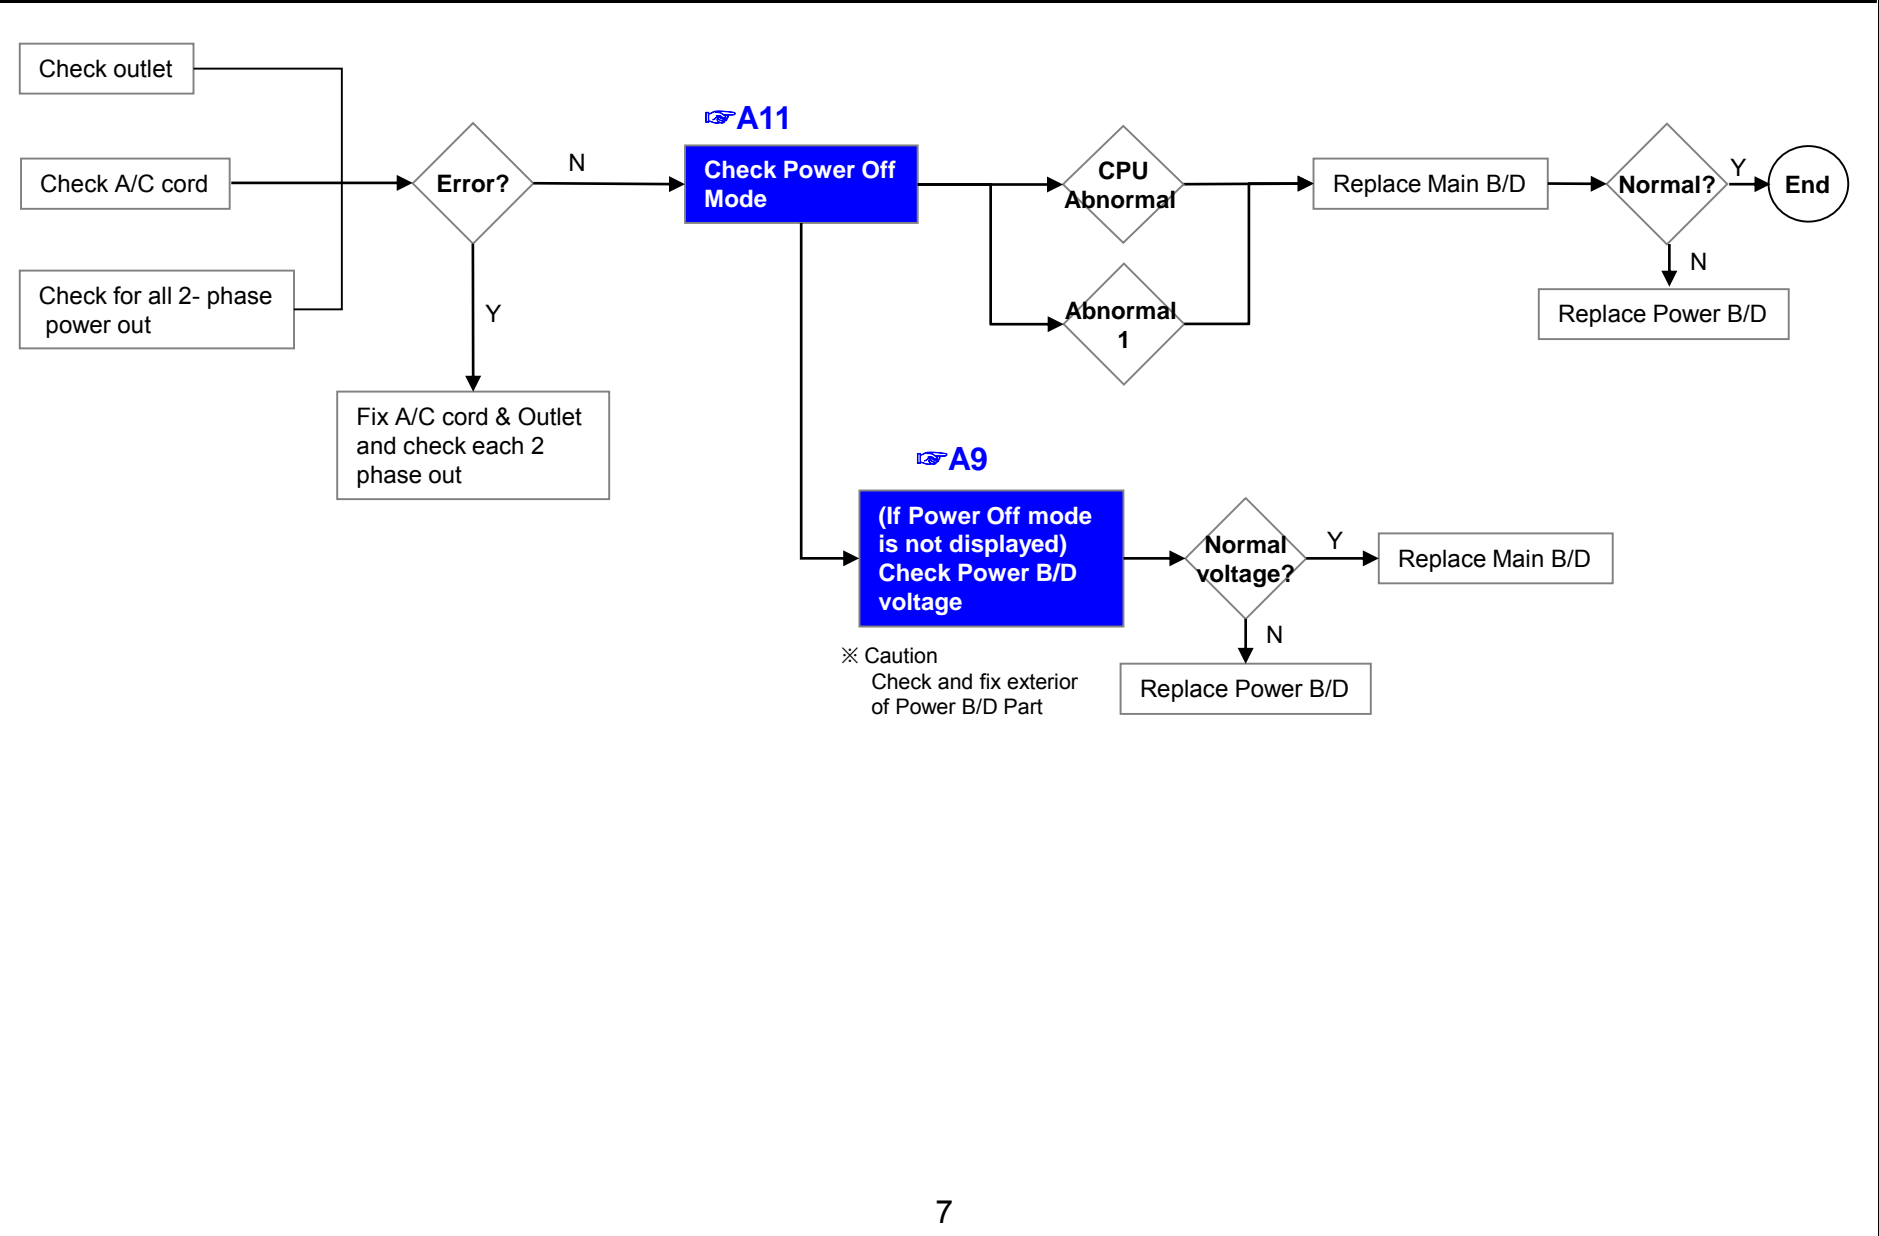 Check outlet
Check A/C cord
Check for all 2- phase
power out
Error?
N
Y
Fix A/C cord & Outlet
and check each 2
phase out
☞A11
Check Power Off
Mode
CPU
Abnormal
Abnormal
1
Replace Main B/D
Normal?
Y
End
N
Replace Power B/D
☞A9
(If Power Off mode
is not displayed)
Check Power B/D
voltage
※ Caution
Check and fix exterior
of Power B/D Part
Normal
voltage?
Y
Replace Main B/D
N
Replace Power B/D
7